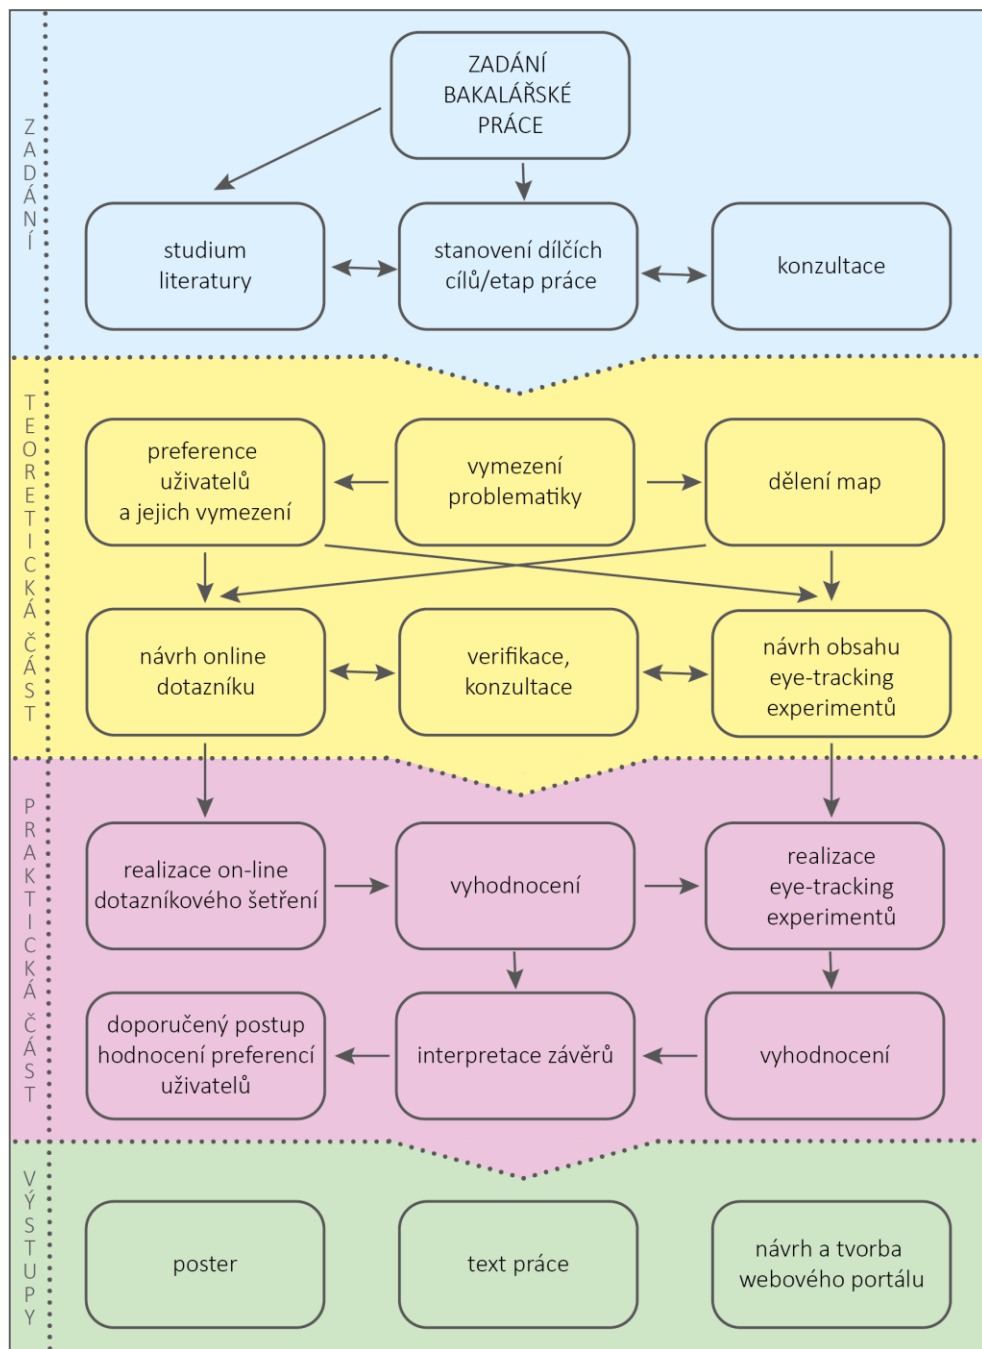 ZADÁNÍ
ZADÁNÍ
BAKALÁŘSKÉ
PRÁCE
studium
literatury
stanovení dílčích
cílů/etap práce
konzultace
TEORETICKÁ ČÁST
preference
uživatelů
a jejich vymezení
vymezení
problematiky
dělení map
návrh online
dotazníku
verifikace,
konzultace
návrh obsahu
eye-tracking
experimentů
PRAKTICKÁ ČÁST
realizace on-line
dotazníkového šetření
vyhodnocení
realizace
eye-tracking
experimentů
doporučený postup
hodnocení preferencí
uživatelů
interpretace závěrů
vyhodnocení
VÝSTUPY
poster
text práce
návrh a tvorba
webového portálu